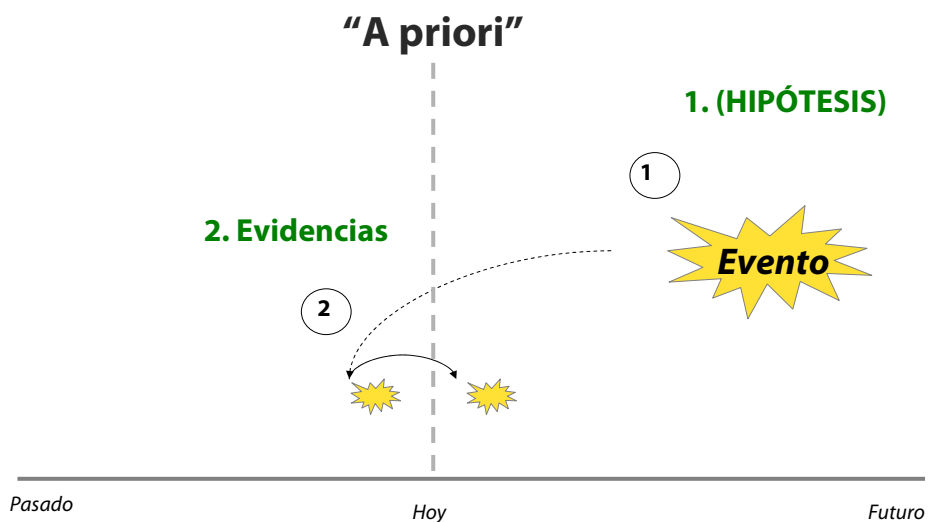 “A priori”
1. (HIPÓTESIS)
1
2. Evidencias
Evento
2
Pasado
Hoy
Futuro